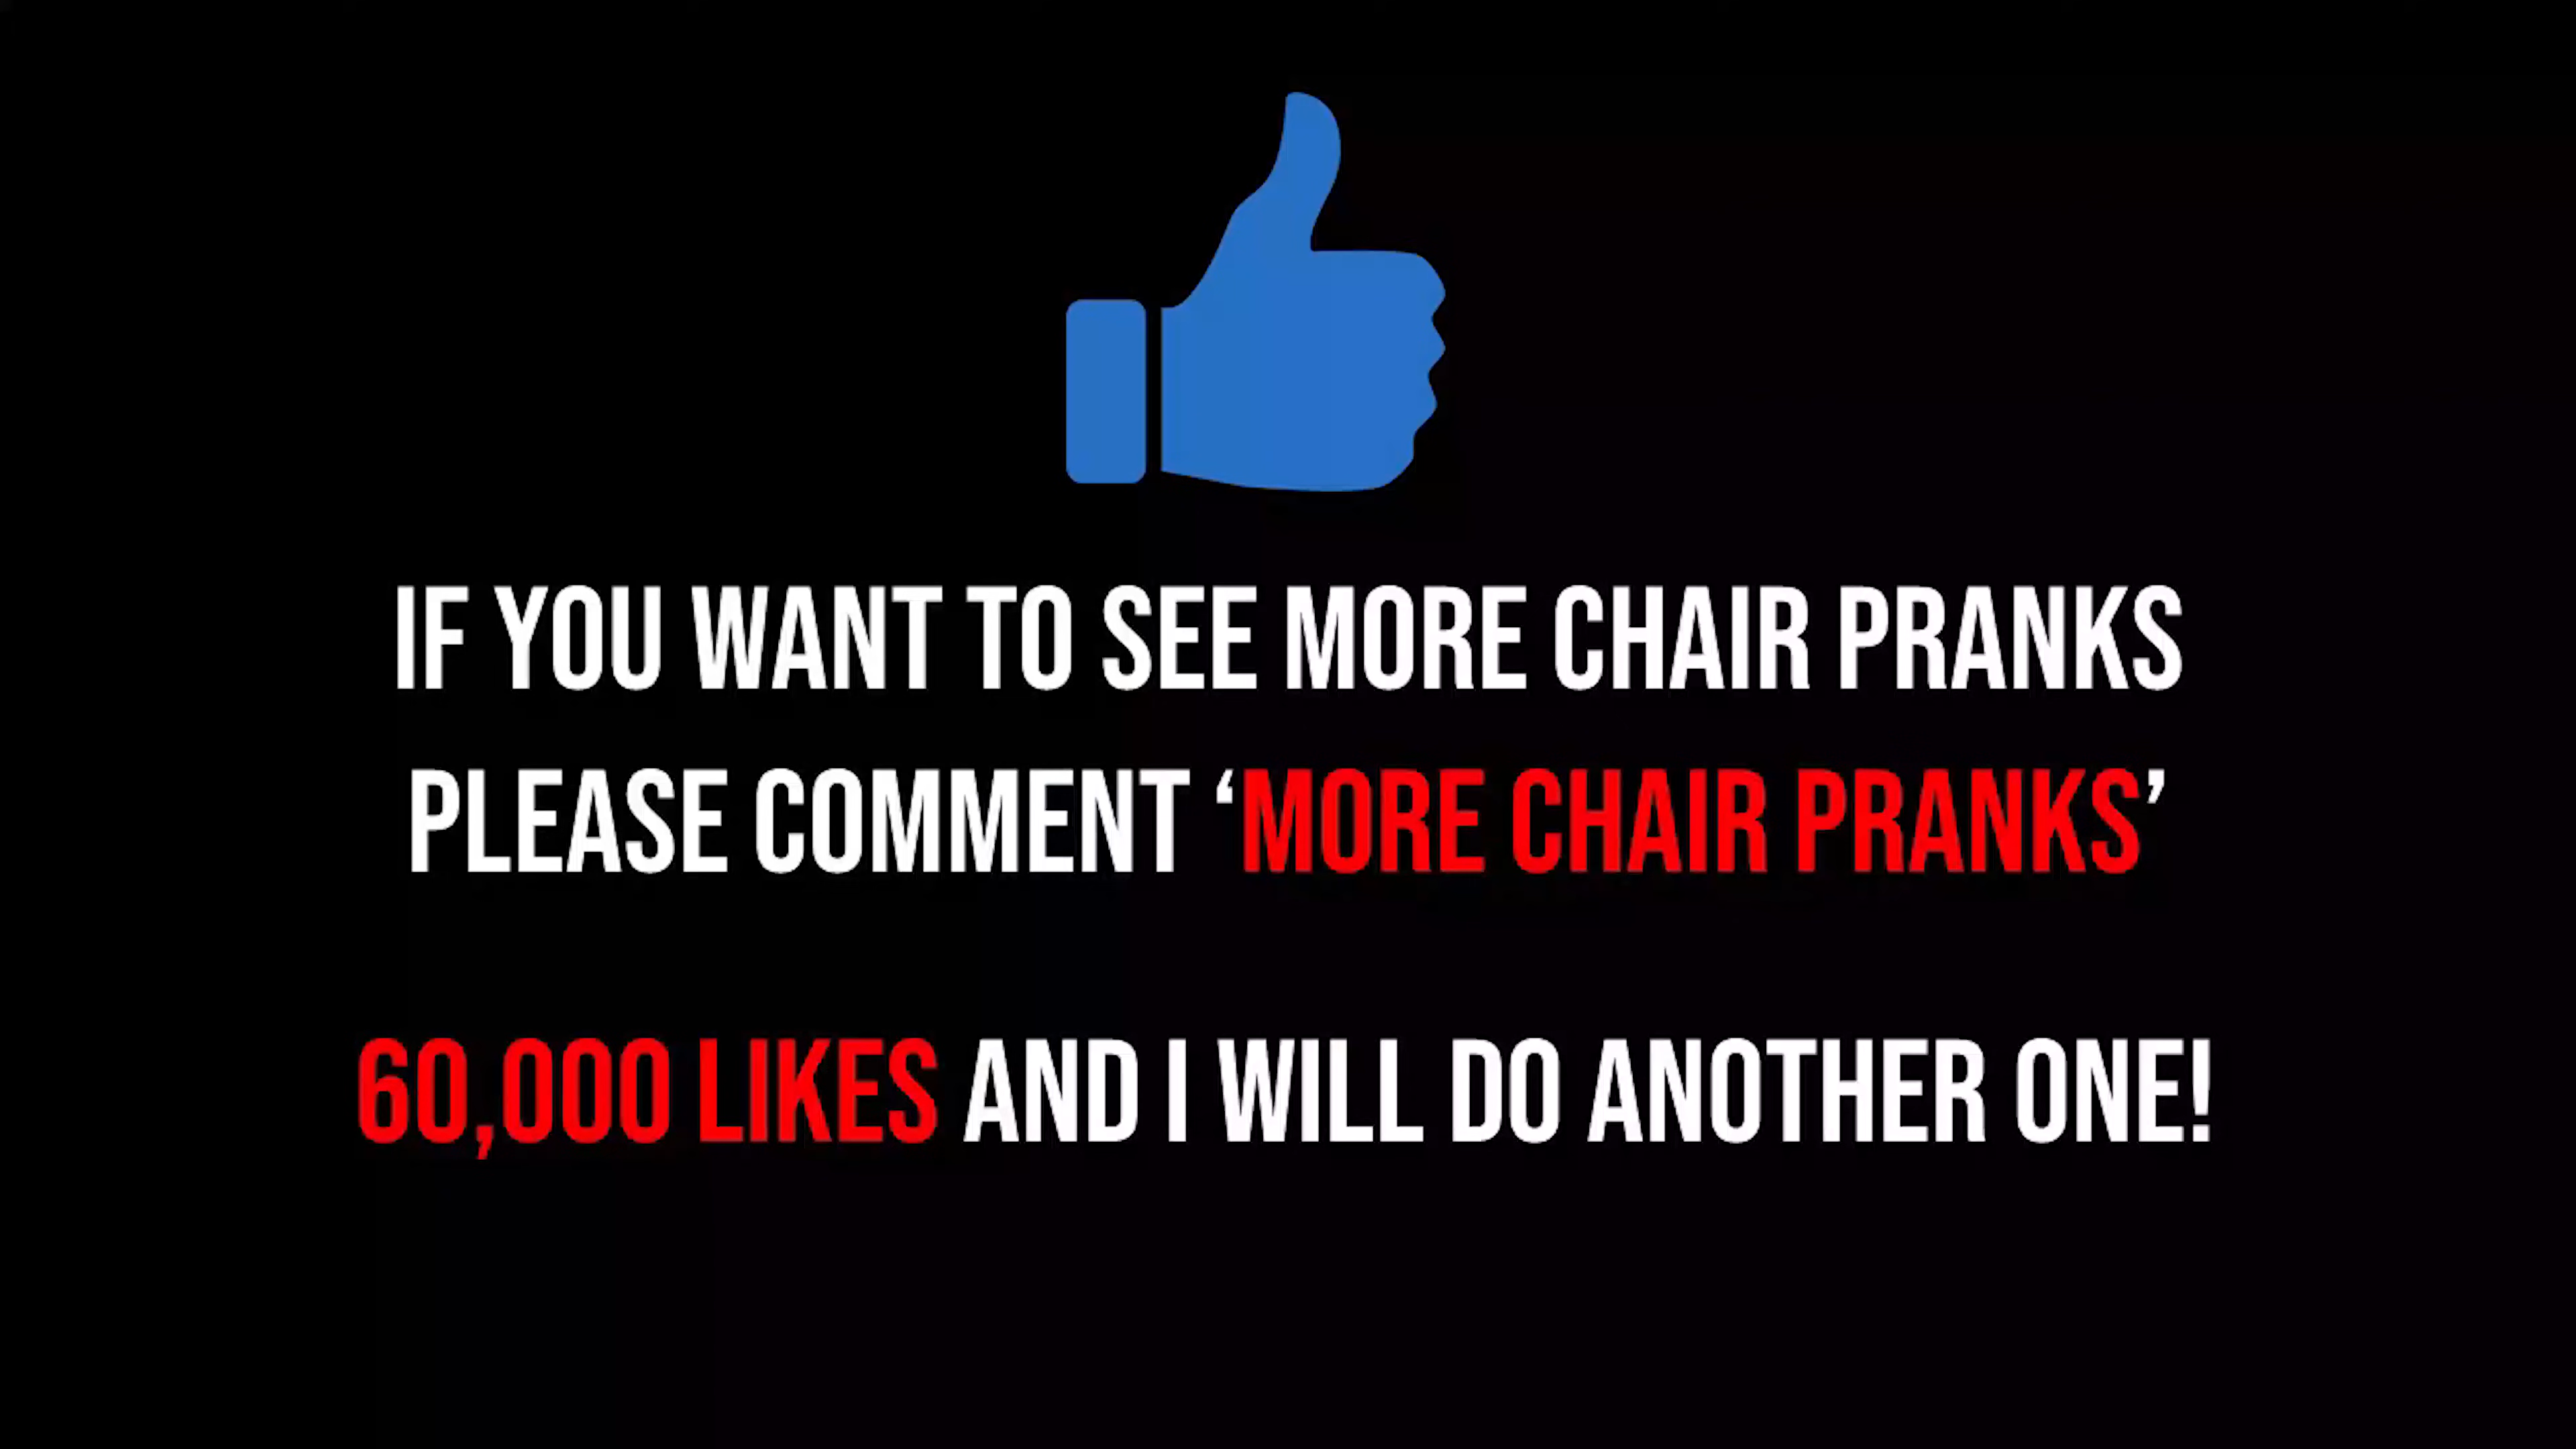 IF YOU WANT TO SEE MORE CHAIR PRANKS
PLEASE COMMENT ‘MORE CHAIR PRANKS’
60,000 LIKES AND I WILL DO ANOTHER ONE!